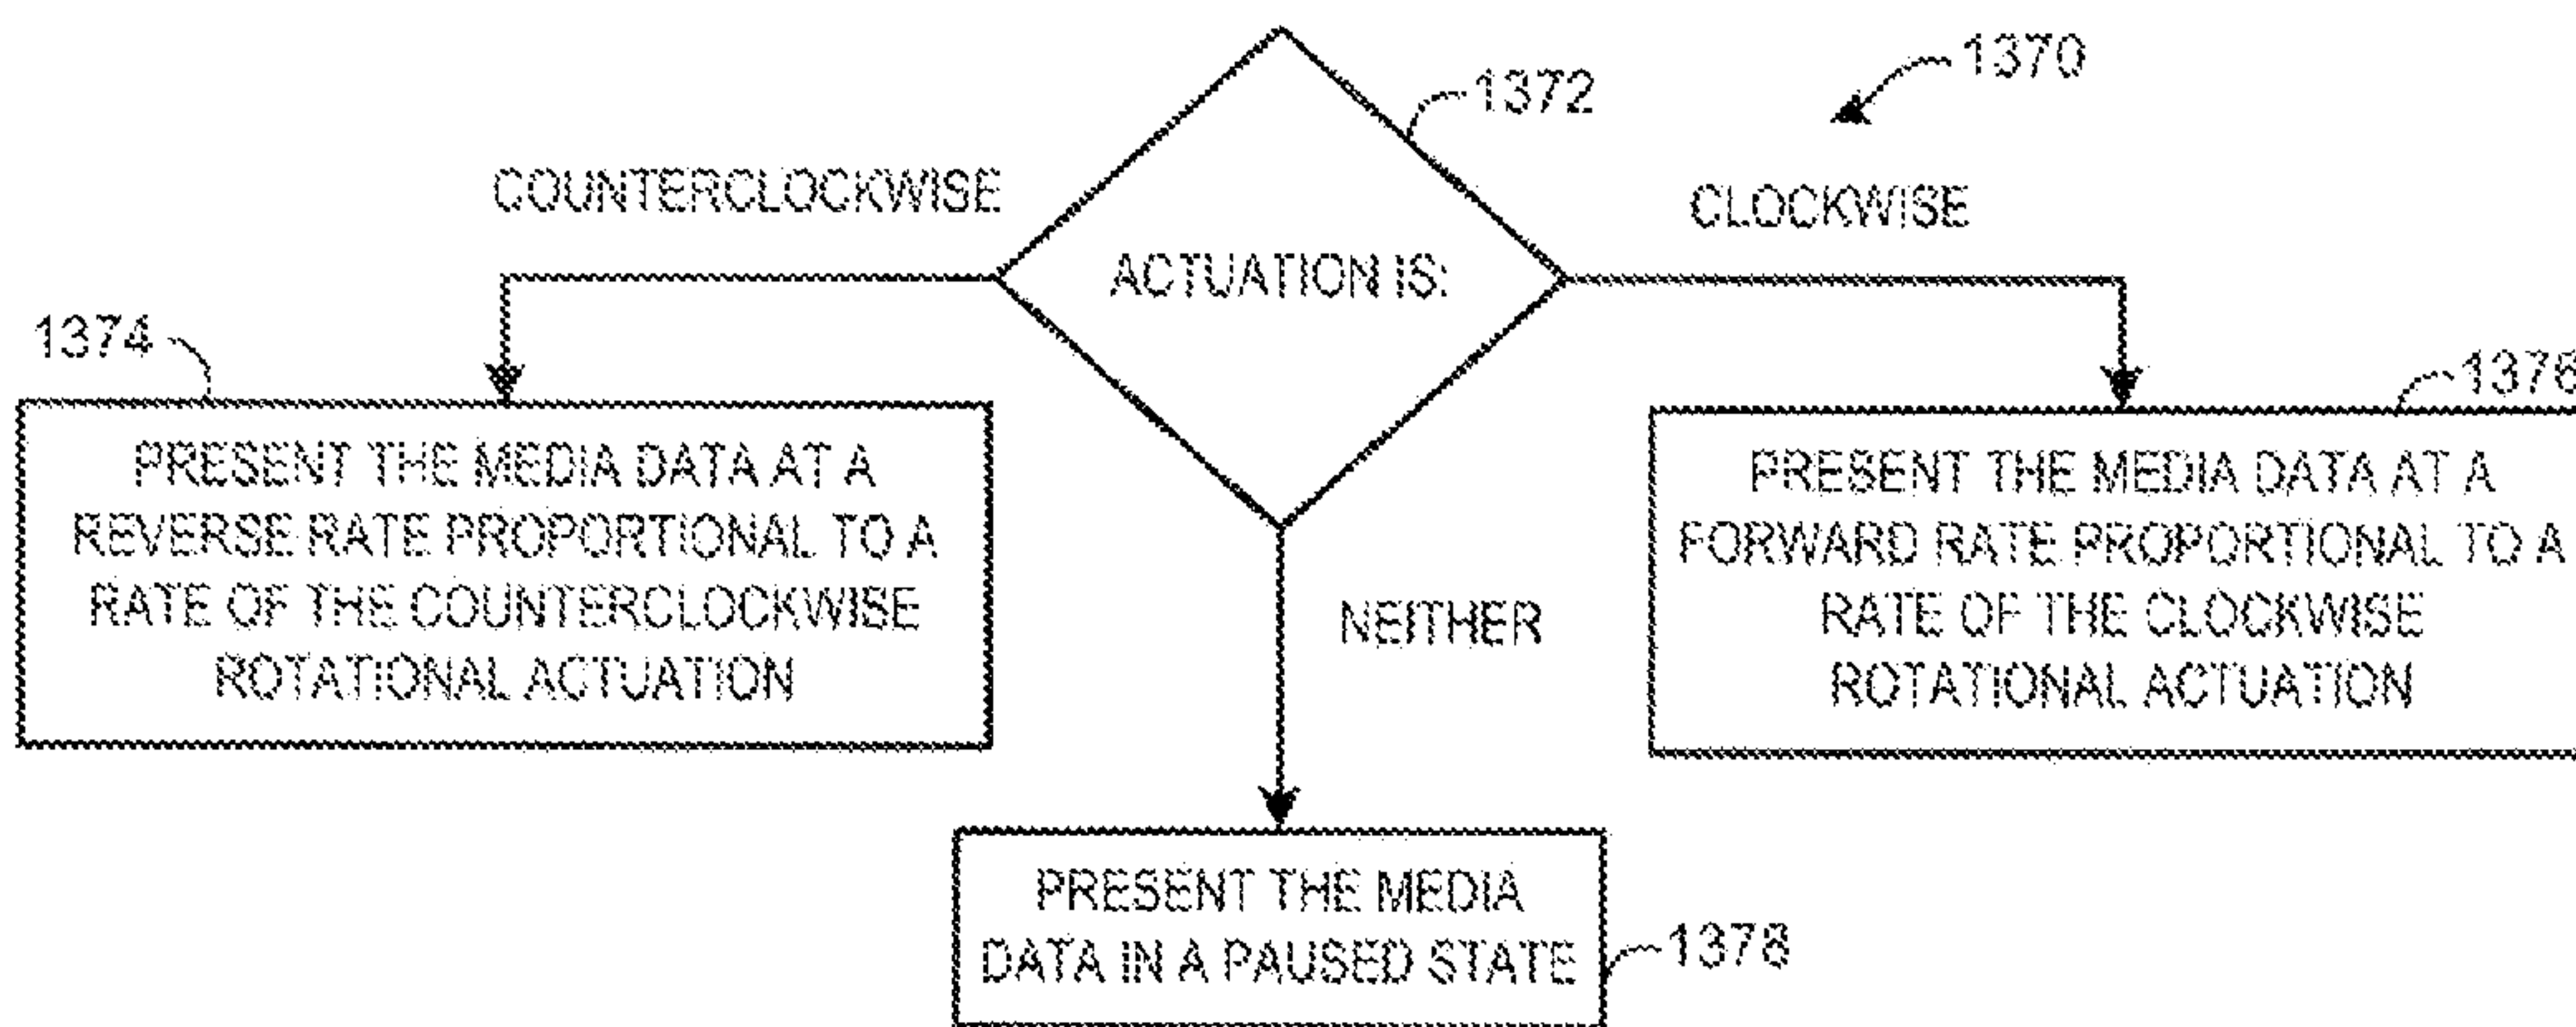 1370
1372
COUNTERCLOCKWISE
CLOCKWISE
ACTUATION IS:
1374
1376
PRESENT THE MEDIA DATA AT A
REVERSE RATE PROPORTIONAL TO A
RATE OF THE COUNTERCLOCKWISE
ROTATIONAL ACTUATION
PRESENT THE MEDIA DATA AT A
FORWARD RATE PROPORTIONAL TO A
RATE OF THE CLOCKWISE
ROTATIONAL ACTUATION
NEITHER
PRESENT THE MEDIA
DATA IN A PAUSED STATE
1378